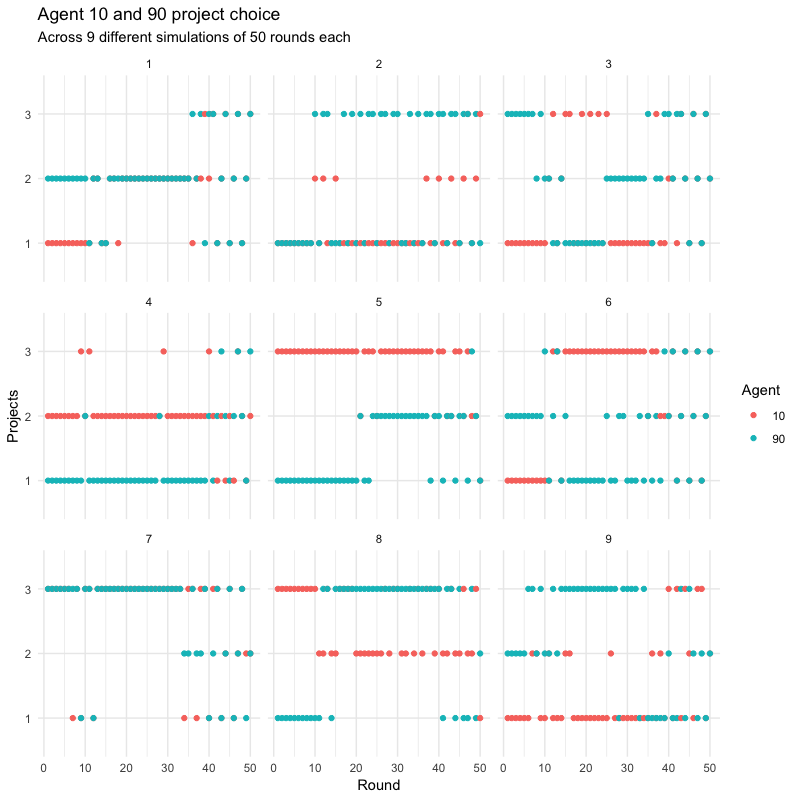 Agent 10 and 90 project choice
Across 9 different simulations of 50 rounds each
1 2 3
3
2
1
4 5 6
3
2
1
7 8 9
3
2
1
0 10 20 30 40 50 0 10 20 30 40 50 0 10 20 30 40 50
Round
Projects
Agent
10
90